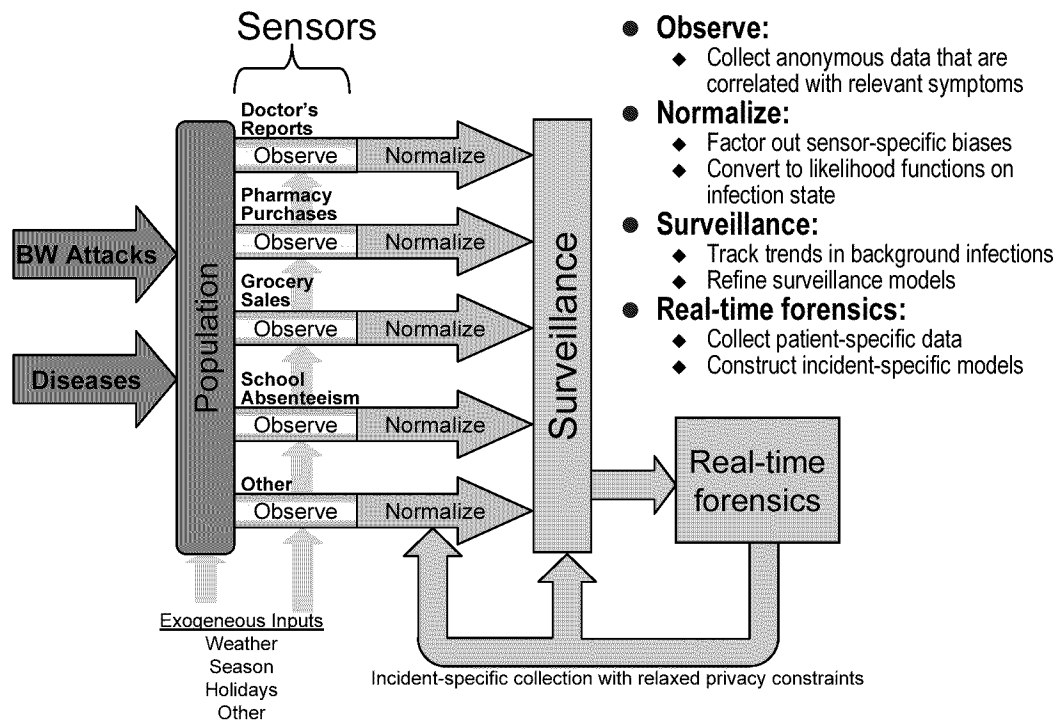 Sensors
Doctor's
Reports
Observe
Normalize
Pharmacy
Purchases
Observe
Normalize
Grocery
Sales
Observe
Normalize
School
Absenteeism
Observe
Normalize
Other
Observe
Normalize
BW Attacks
Diseases
Population
Surveillance
Real-time
forensics
Exogeneous Inputs
Weather
Season
Holidays
Other
Incident-specific collection with relaxed privacy constraints
● Observe:
◆ Collect anonymous data that are
correlated with relevant symptoms
● Normalize:
◆ Factor out sensor-specific biases
◆ Convert to likelihood functions on
infection state
● Surveillance:
◆ Track trends in background infections
◆ Refine surveillance models
● Real-time forensics:
◆ Collect patient-specific data
◆ Construct incident-specific models